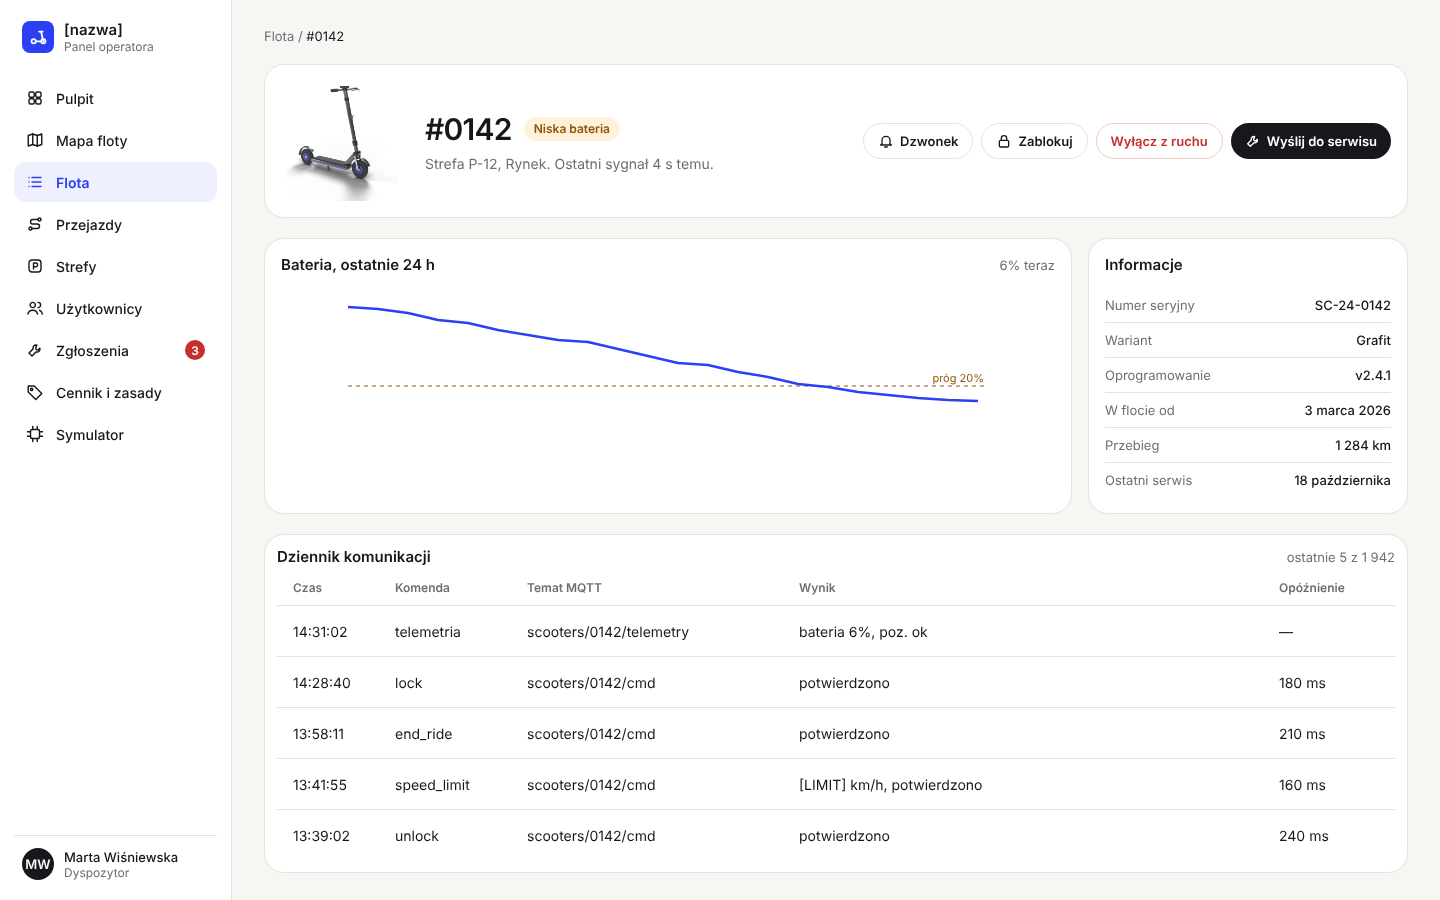 [nazwa]
Panel operatora
Pulpit
Mapa floty
Flota
Przejazdy
Strefy
Użytkownicy
Zgłoszenia 3
Cennik i zasady
Symulator
MW Marta Wiśniewska
Dyspozytor
Flota / #0142
#0142 Niska bateria
Strefa P-12, Rynek. Ostatni sygnał 4 s temu.
Dzwonek Zablokuj Wyłącz z ruchu Wyślij do serwisu
Bateria, ostatnie 24 h 6% teraz
próg 20%
Informacje
Numer seryjny SC-24-0142
Wariant Grafit
Oprogramowanie v2.4.1
W flocie od 3 marca 2026
Przebieg 1 284 km
Ostatni serwis 18 października
Dziennik komunikacji ostatnie 5 z 1 942
Czas Komenda Temat MQTT Wynik Opóźnienie
14:31:02 telemetria scooters/0142/telemetry bateria 6%, poz. ok —
14:28:40 lock scooters/0142/cmd potwierdzono 180 ms
13:58:11 end_ride scooters/0142/cmd potwierdzono 210 ms
13:41:55 speed_limit scooters/0142/cmd [LIMIT] km/h, potwierdzono 160 ms
13:39:02 unlock scooters/0142/cmd potwierdzono 240 ms